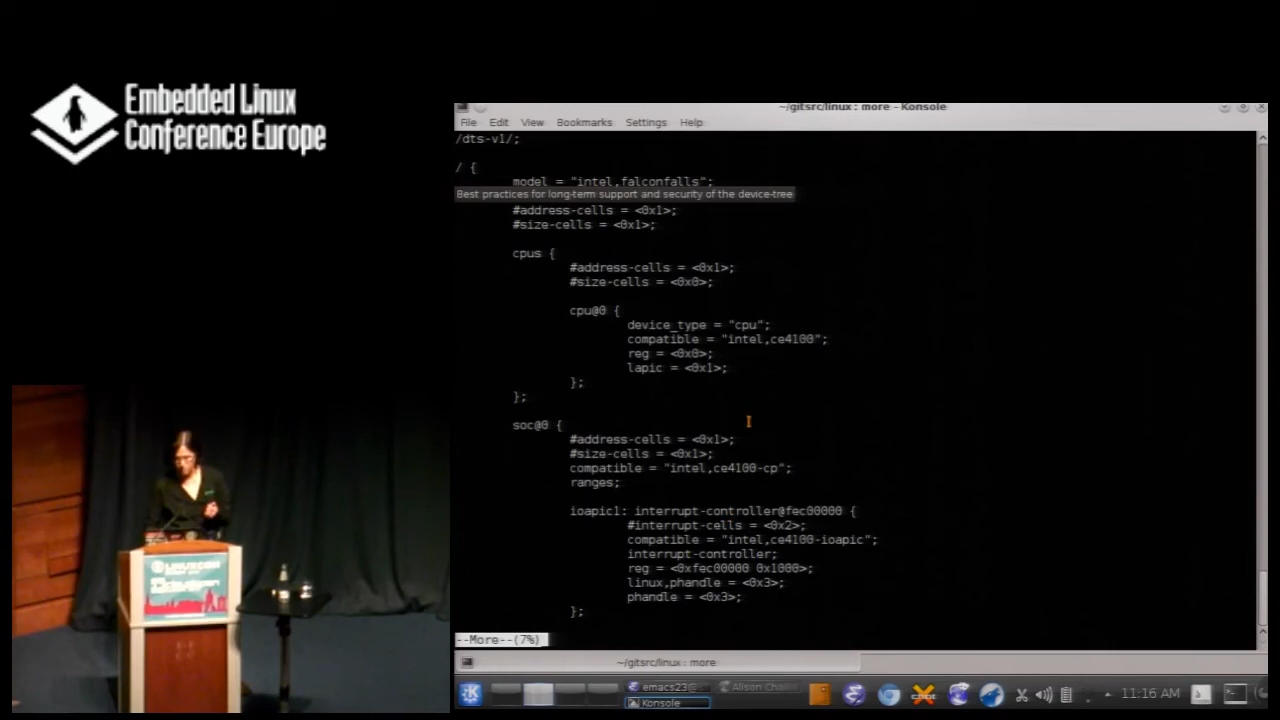 Embedded Linux
Conference Europe
~/gitsrc/linux : more - Konsole
File Edit View Bookmarks Settings Help
/dts-v1/;
/ {
model = "intel,falconfalls";
Best practices for long-term support and security of the device-tree
#address-cells = <0x1>;
#size-cells = <0x1>;
cpus {
#address-cells = <0x1>;
#size-cells = <0x0>;
cpu@0 {
device_type = "cpu";
compatible = "intel,ce4100";
reg = <0x0>;
lapic = <0x1>;
};
};
soc@0 {
#address-cells = <0x1>;
#size-cells = <0x1>;
compatible = "intel,ce4100-cp";
ranges;
ioapic1: interrupt-controller@fec00000 {
#interrupt-cells = <0x2>;
compatible = "intel,ce4100-ioapic";
interrupt-controller;
reg = <0xfec00000 0x1000>;
linux,phandle = <0x3>;
phandle = <0x3>;
};
--More--(7%)
~/gitsrc/linux : more
emacs23@
Alison
Konsole
11:16 AM
LINUXCON